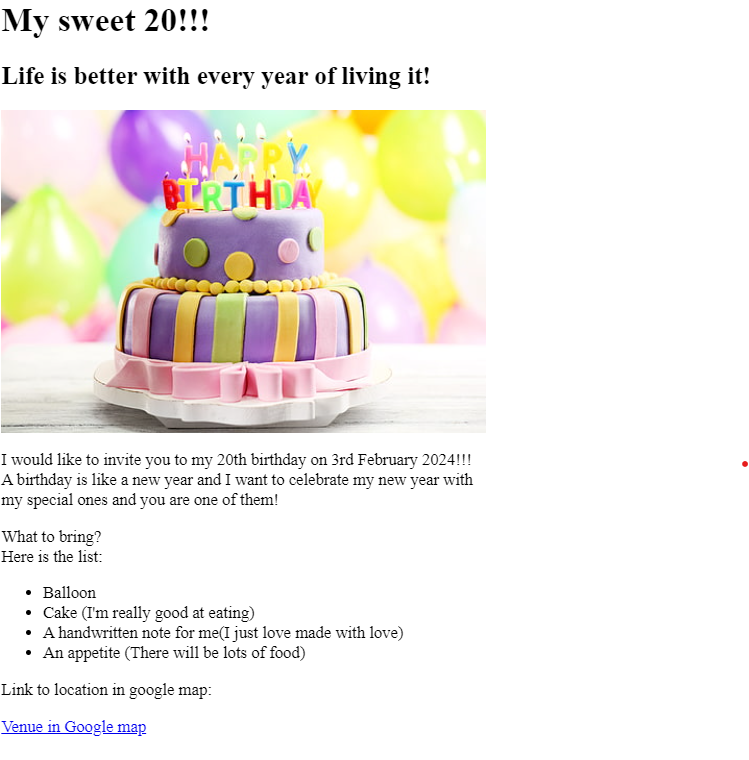 My sweet 20!!!
Life is better with every year of living it!
HAPPY
BIRTHDAY
I would like to invite you to my 20th birthday on 3rd February 2024!!!
A birthday is like a new year and I want to celebrate my new year with
my special ones and you are one of them!
What to bring?
Here is the list:
• Balloon
• Cake (I'm really good at eating)
• A handwritten note for me(I just love made with love)
• An appetite (There will be lots of food)
Link to location in google map:
Venue in Google map